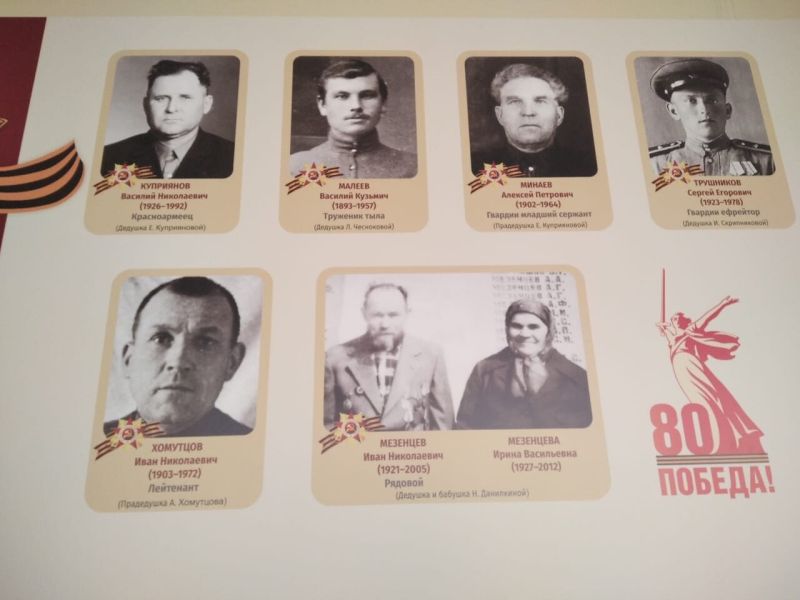 КУПРИЯНОВ
Василий Николаевич
(1926–1992)
Красноармеец
(Дедушка Е. Куприяновой)
МАЛЕЕВ
Василий Кузьмич
(1893–1957)
Труженик тыла
(Дедушка Л. Чесноковой)
МИНАЕВ
Алексей Петрович
(1902–1964)
Гвардии младший сержант
(Прадедушка Е. Куприяновой)
ТРУШНИКОВ
Сергей Егорович
(1923–1978)
Гвардии ефрейтор
(Дедушка И. Скрипняковой)
ХОМУТЦОВ
Иван Николаевич
(1903–1972)
Лейтенант
(Прадедушка А. Хомутцова)
МЕЗЕНЦЕВ
Иван Николаевич
(1921–2005)
Рядовой
МЕЗЕНЦЕВА
Ирина Васильевна
(1927–2012)
(Дедушка и бабушка Н. Данилкиной)
80
ПОБЕДА!